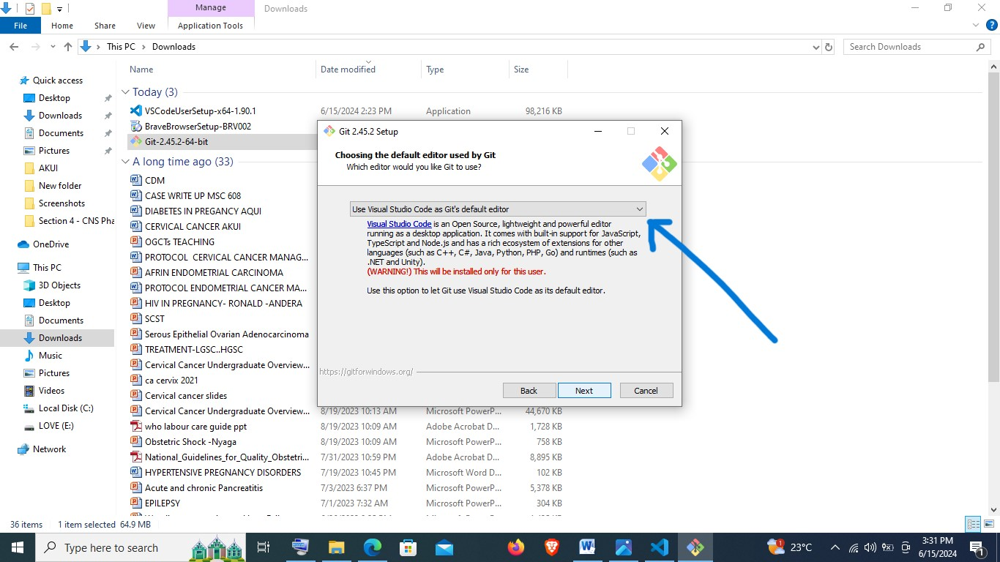 Manage
Downloads
File
Home
Share
View
Application Tools
This PC
Downloads
Search Downloads
Name
Date modified
Type
Size
Quick access
Desktop
Downloads
Documents
Pictures
AKUI
New folder
Screenshots
Section 4 - CNS Pha
OneDrive
This PC
3D Objects
Desktop
Documents
Downloads
Music
Pictures
Videos
Local Disk (C:)
LOVE (E:)
Network
Today (3)
VSCodeUserSetup-x64-1.90.1 6/15/2024 2:23 PM Application 98,216 KB
BraveBrowserSetup-BRV002
Git-2.45.2-64-bit
A long time ago (33)
CDM
CASE WRITE UP MSC 608
DIABETES IN PREGANCY AQUI
CERVICAL CANCER AKUI
OGCTs TEACHING
PROTOCOL CERVICAL CANCER MANAG...
AFRIN ENDOMETRIAL CARCINOMA
PROTOCOL ENDOMETRIAL CANCER MA...
HIV IN PREGNANCY- RONALD -ANDERA
SCST
Serous Epithelial Ovarian Adenocarcinoma
TREATMENT-LGSC..HGSC
Cervical Cancer Undergraduate Overview...
ca cervix 2021
Cervical cancer slides
Cervical Cancer Undergraduate Overview... 8/19/2023 10:13 AM Microsoft PowerP... 44,670 KB
who labour care guide ppt 8/19/2023 10:09 AM Adobe Acrobat D... 1,728 KB
Obstetric Shock -Nyaga 8/19/2023 10:09 AM Microsoft PowerP... 758 KB
National_Guidelines_for_Quality_Obstetri... 7/31/2023 10:59 PM Adobe Acrobat D... 8,895 KB
HYPERTENSIVE PREGNANCY DISORDERS 7/19/2023 10:45 PM Microsoft Word D... 102 KB
Acute and chronic Pancreatitis 7/3/2023 6:37 PM Microsoft PowerP... 5,378 KB
EPILEPSY 7/1/2023 7:32 AM Microsoft PowerP... 304 KB
Git 2.45.2 Setup
Choosing the default editor used by Git
Which editor would you like Git to use?
Use Visual Studio Code as Git's default editor
Visual Studio Code is an Open Source, lightweight and powerful editor
running as a desktop application. It comes with built-in support for JavaScript,
TypeScript and Node.js and has a rich ecosystem of extensions for other
languages (such as C++, C#, Java, Python, PHP, Go) and runtimes (such as
.NET and Unity).
(WARNING!) This will be installed only for this user.
Use this option to let Git use Visual Studio Code as its default editor.
https://gitforwindows.org/
Back
Next
Cancel
36 items 1 item selected 64.9 MB
Type here to search
1
23°C
3:31 PM
6/15/2024
1